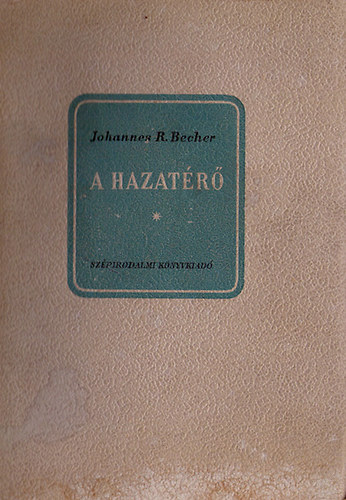 Johannes R. Becher
A HAZATÉRŐ
*
SZÉPIRODALMI KÖNYVKIADÓ